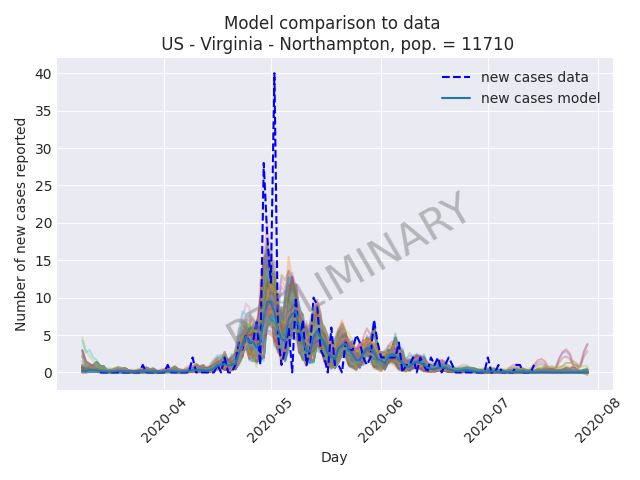 Model comparison to data
US - Virginia - Northampton, pop. = 11710
new cases data
new cases model
PRELIMINARY
Number of new cases reported
40
35
30
25
20
15
10
5
0
2020-04
2020-05
2020-06
2020-07
2020-08
Day